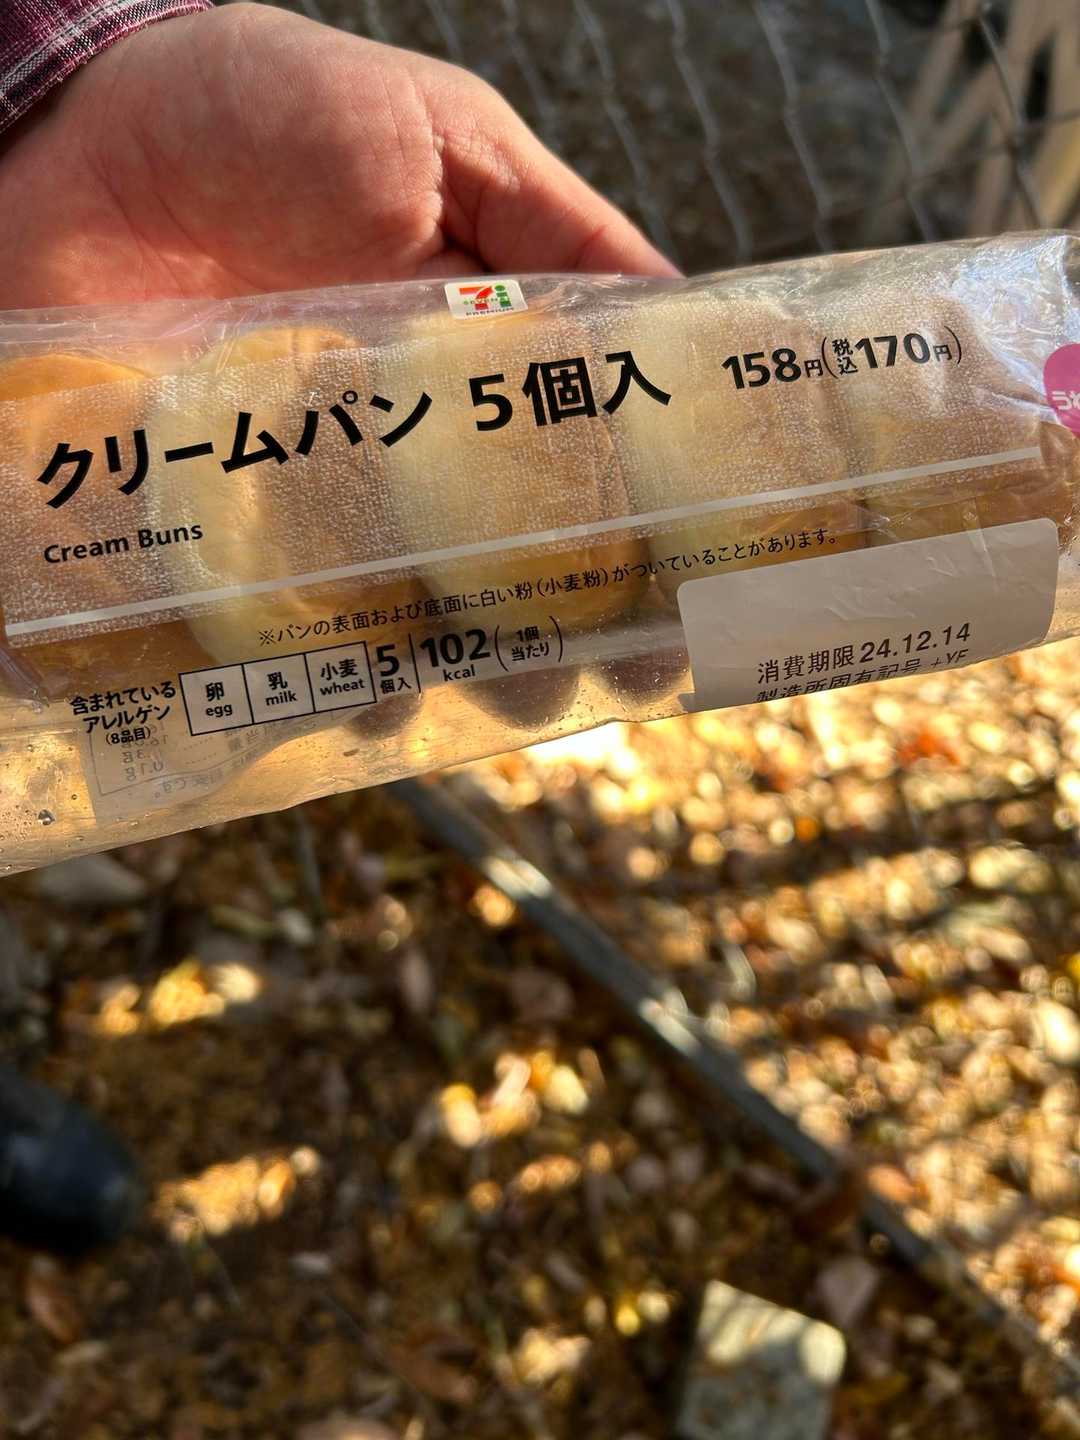 SEVEN
PREMIUM
クリームパン 5個入
158円(税込170円)
Cream Buns
※パンの表面および底面に白い粉(小麦粉)がついていることがあります。
含まれている
アレルゲン
(8品目)
卵
egg
乳
milk
小麦
wheat
5
個入
102
kcal
(1個
当たり)
消費期限 24.12.14
製造所固有記号 +YF